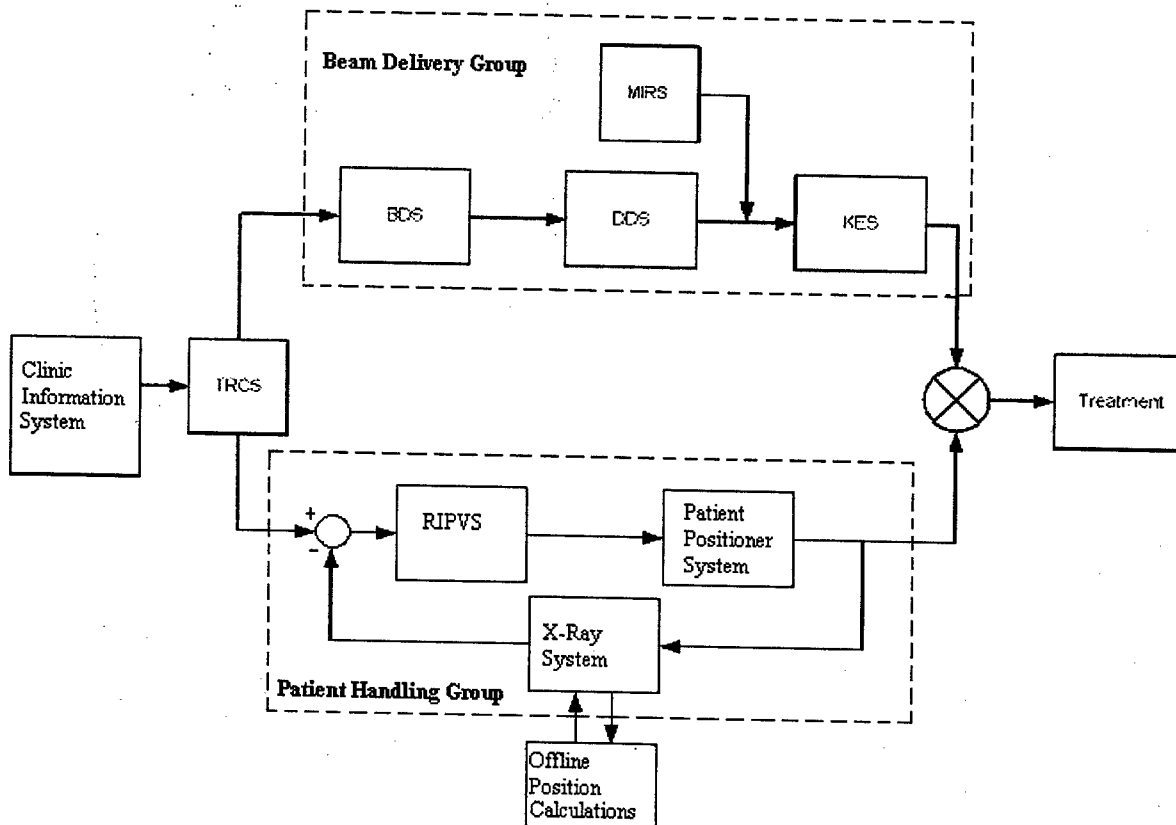 Beam Delivery Group
MIRS
BDS
DDS
KES
Clinic
Information
System
TRCS
Treatment
+
-
RIPVS
Patient
Positioner
System
X-Ray
System
Patient Handling Group
Offline
Position
Calculations